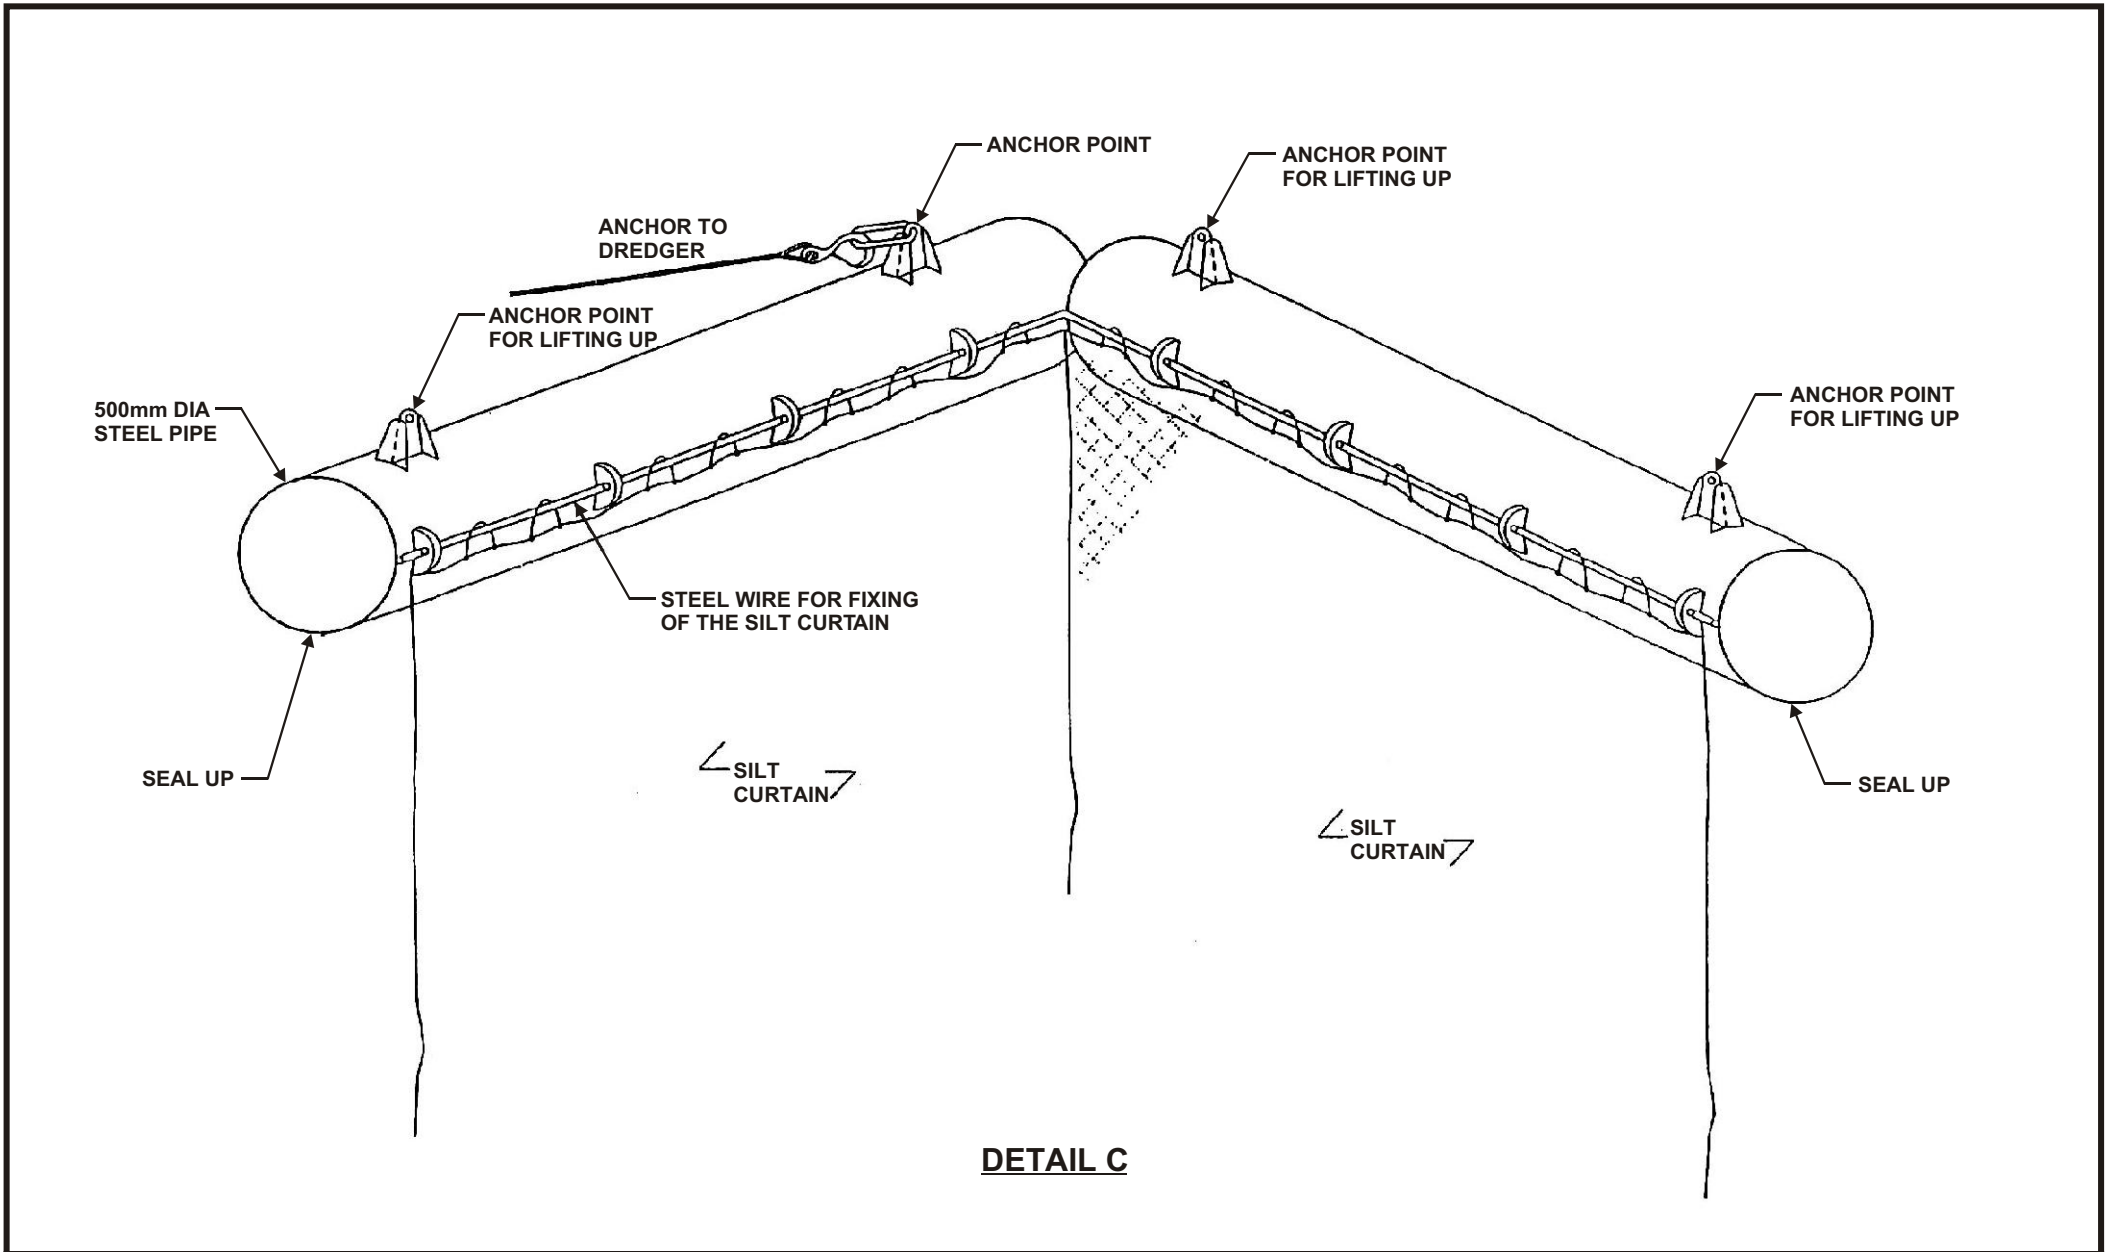 ANCHOR POINT
ANCHOR POINT
FOR LIFTING UP
ANCHOR TO
DREDGER
ANCHOR POINT
FOR LIFTING UP
500mm DIA
STEEL PIPE
ANCHOR POINT
FOR LIFTING UP
STEEL WIRE FOR FIXING
OF THE SILT CURTAIN
SEAL UP
SILT
CURTAIN
SILT
CURTAIN
SEAL UP
DETAIL C